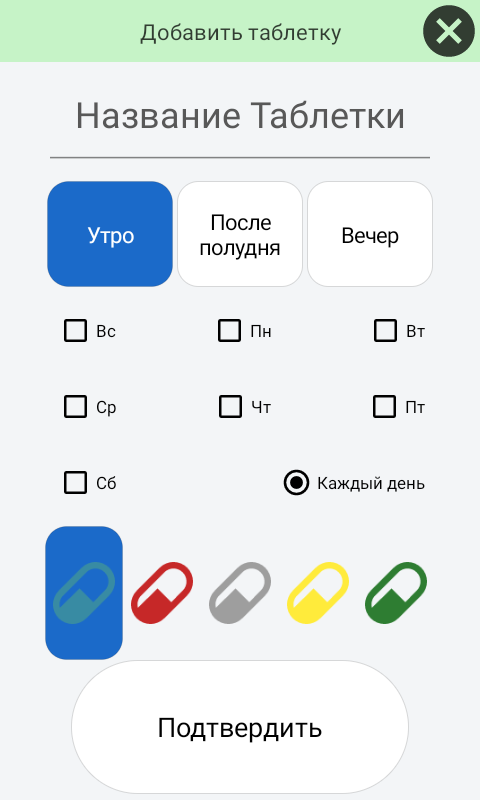 Добавить таблетку
Название Таблетки
Утро
После
полудня
Вечер
Вс
Пн
Вт
Ср
Чт
Пт
Сб
Каждый день
Подтвердить